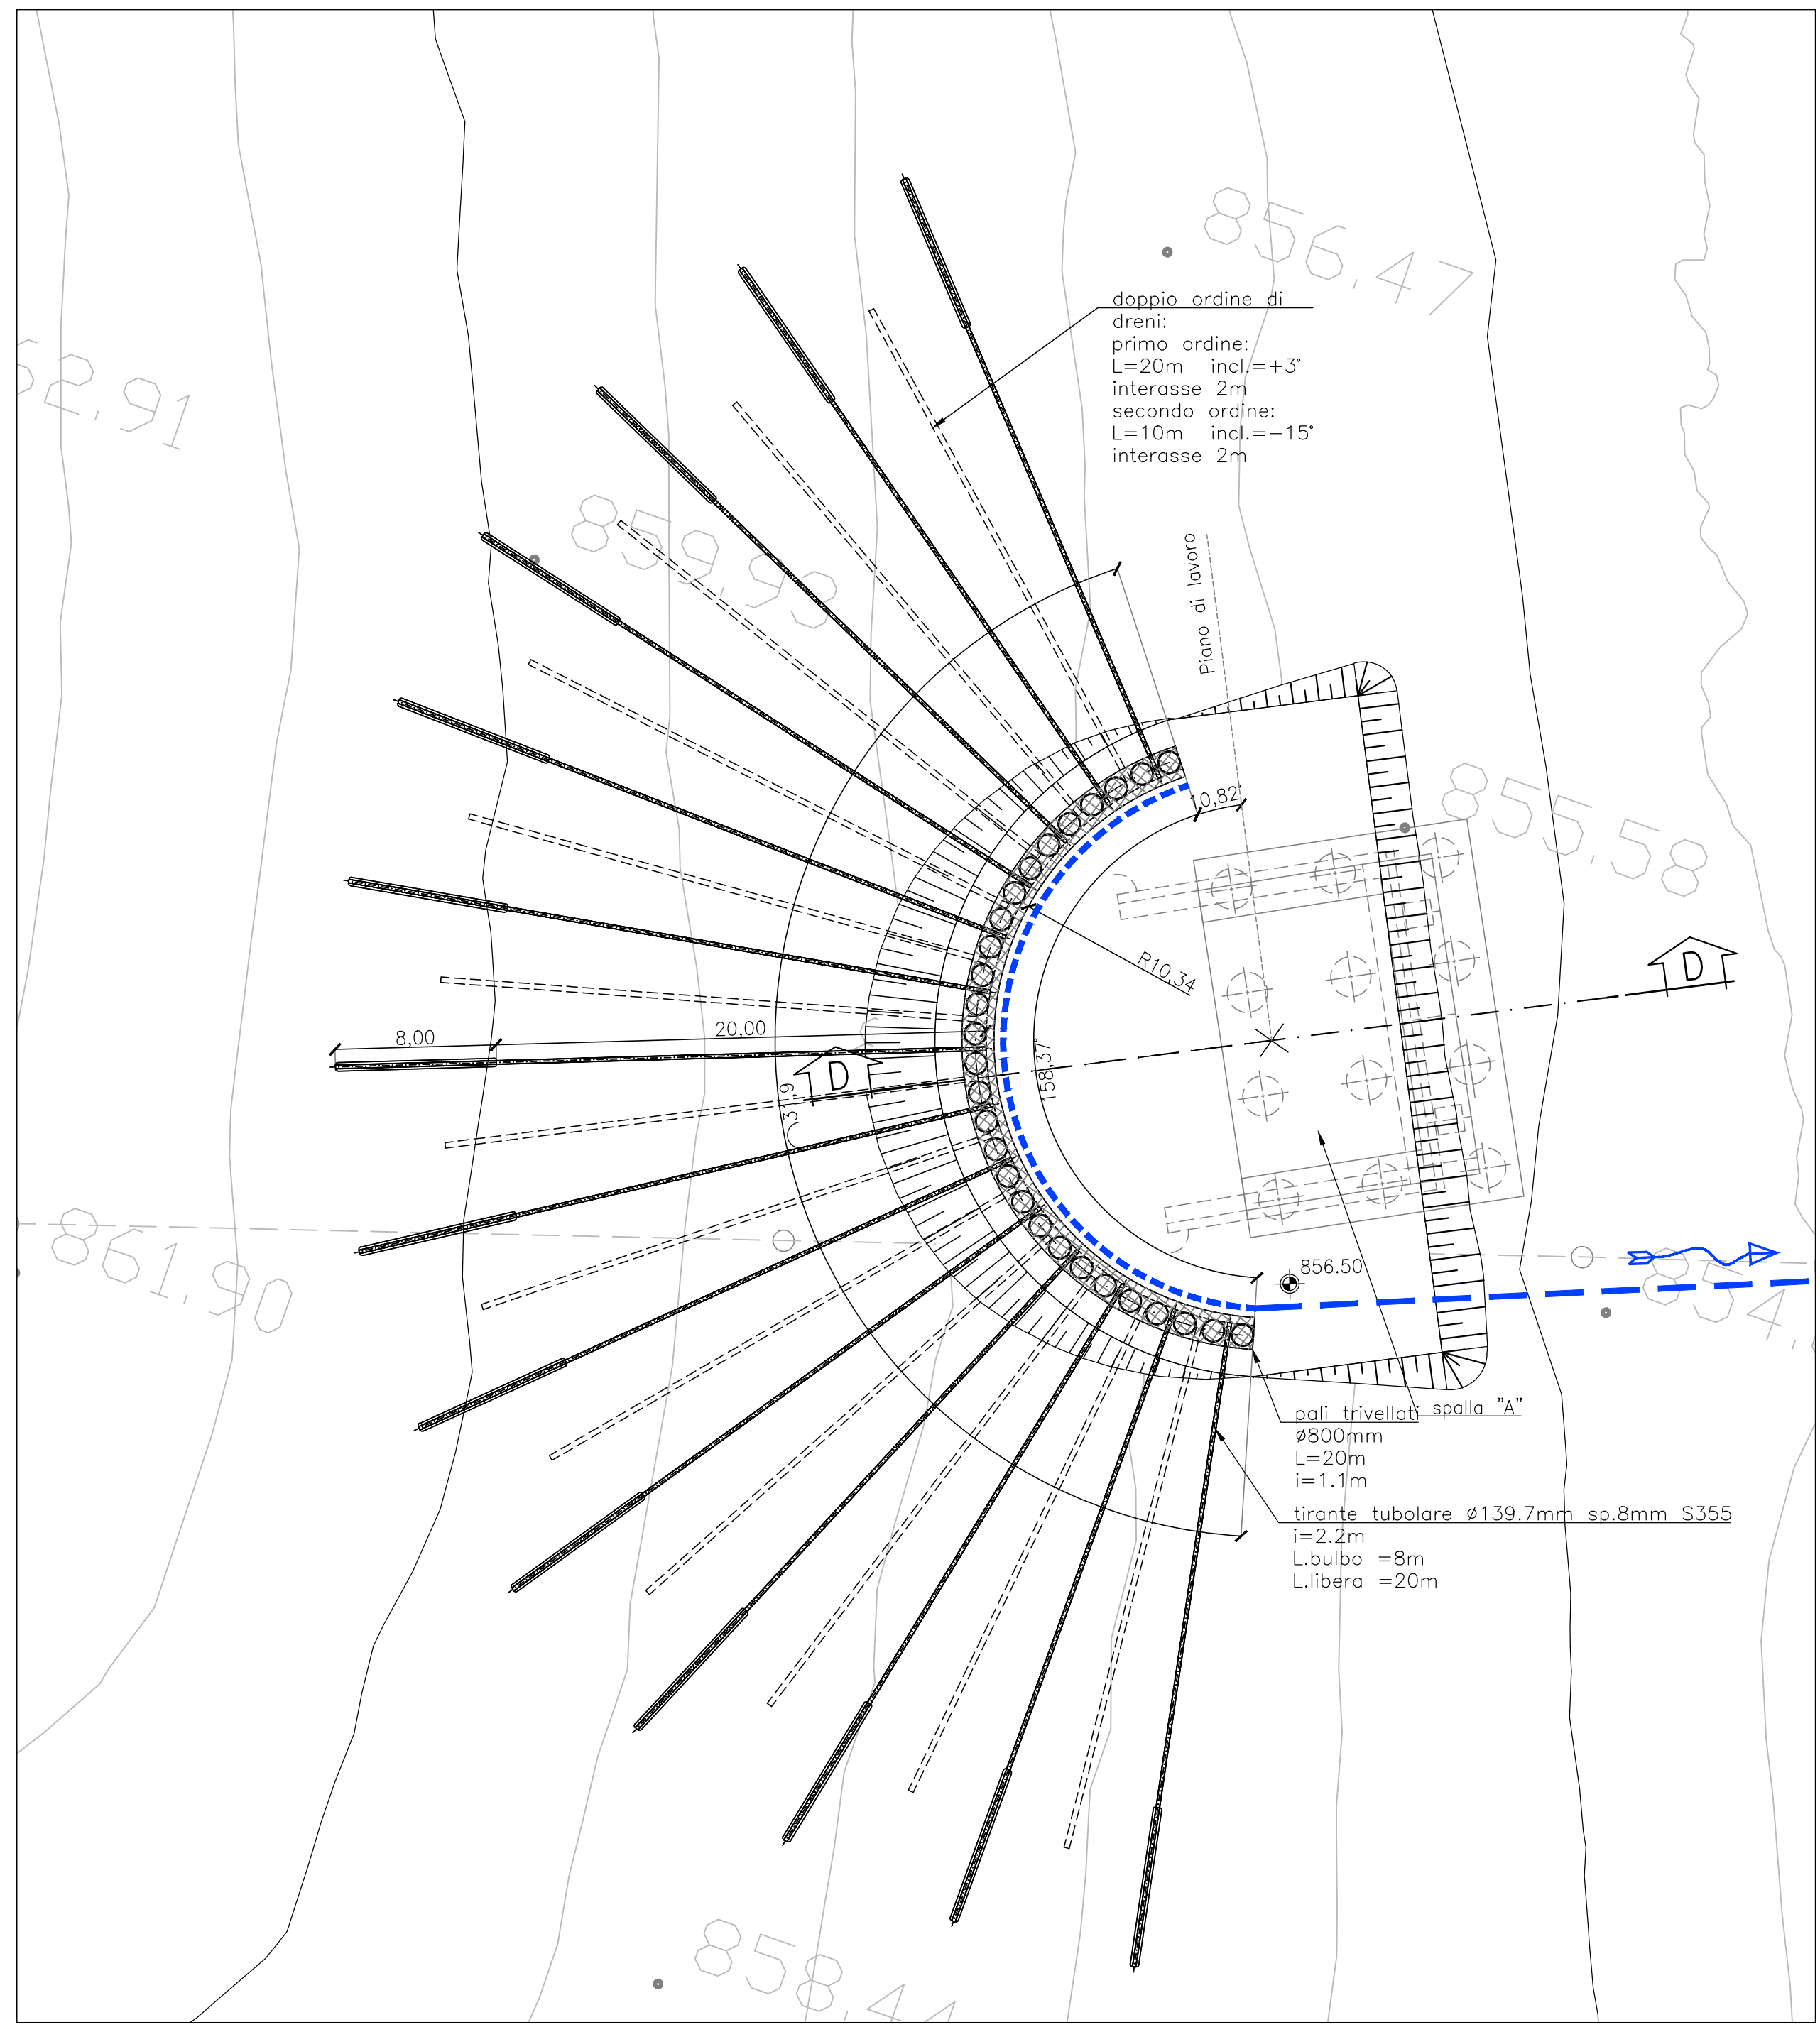 856,47
doppio ordine di
dreni:
primo ordine:
L=20m incl.=+3°
interasse 2m
secondo ordine:
L=10m incl.=−15°
interasse 2m
52,91
859,93
Piano di lavoro
10,82°
855,58
R10,34
D
8,00
20,00
D
158,37°
31,19
861,90
856.50
pali trivellati
ø800mm
L=20m
i=1.1m
spalla "A"
tirante tubolare ø139.7mm sp.8mm S355
i=2.2m
L.bulbo =8m
L.libera =20m